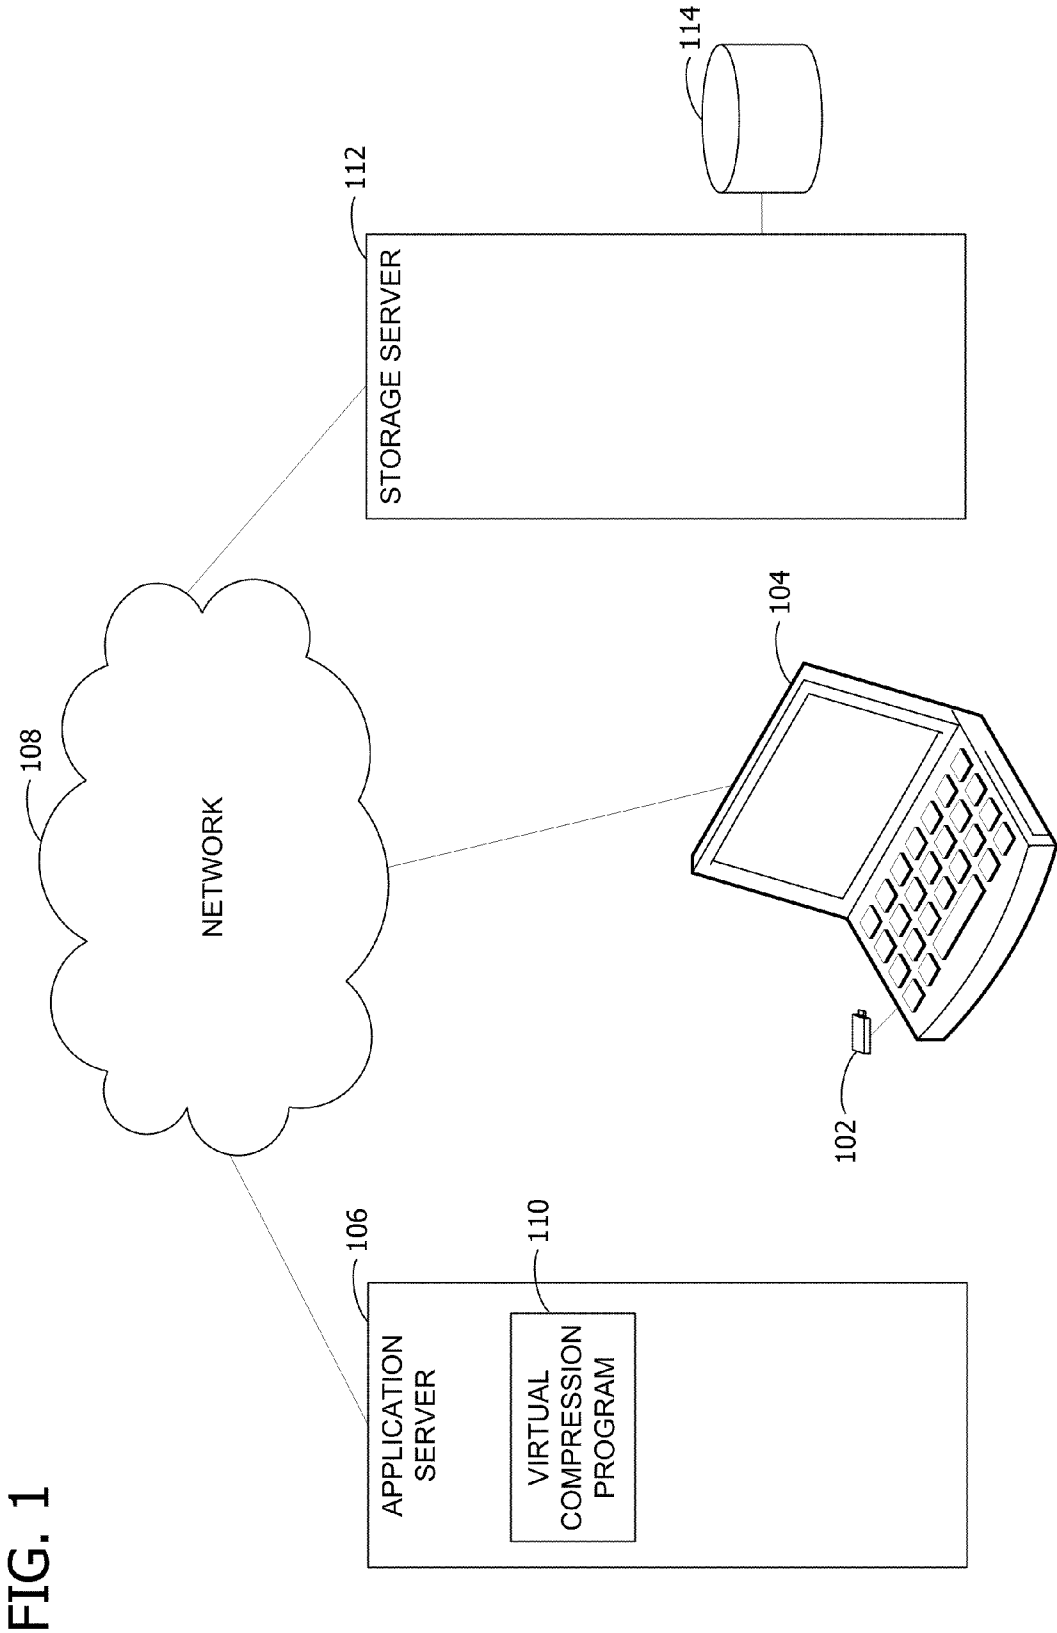 FIG. 1
108
NETWORK
106
APPLICATION
SERVER
110
VIRTUAL
COMPRESSION
PROGRAM
102
104
112
STORAGE SERVER
114